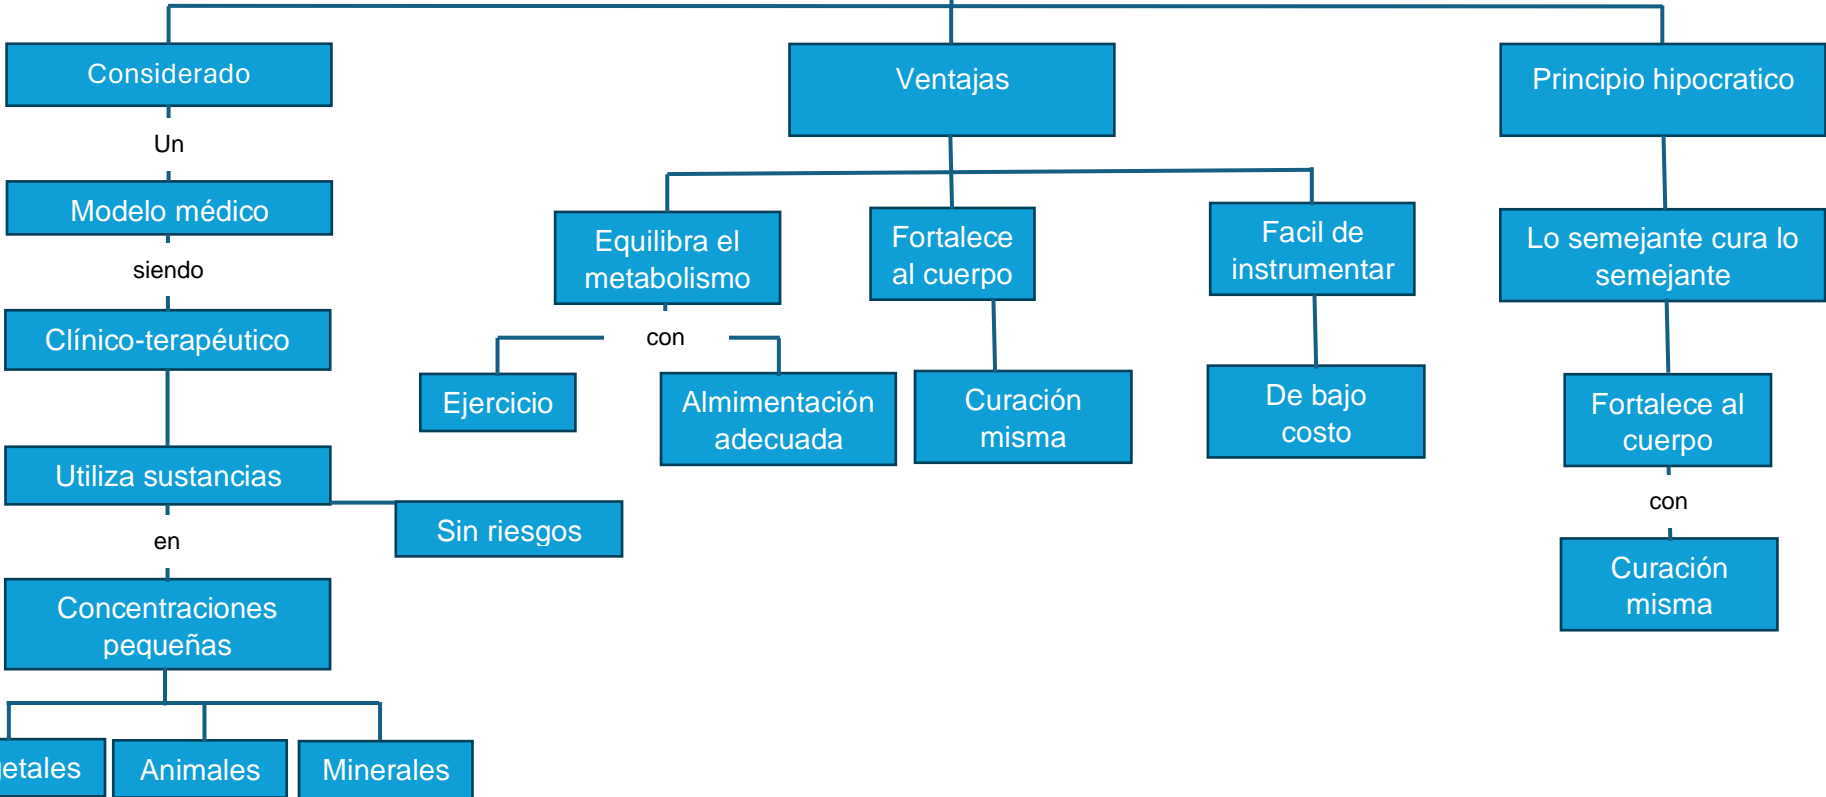 Considerado
Un
Modelo médico
siendo
Clínico-terapéutico
Utiliza sustancias
Sin riesgos
en
Concentraciones
pequeñas
getales
Animales
Minerales
Ventajas
Equilibra el
metabolismo
con
Ejercicio
Almimentación
adecuada
Fortalece
al cuerpo
Curación
misma
Facil de
instrumentar
De bajo
costo
Principio hipocratico
Lo semejante cura lo
semejante
Fortalece al
cuerpo
con
Curación
misma